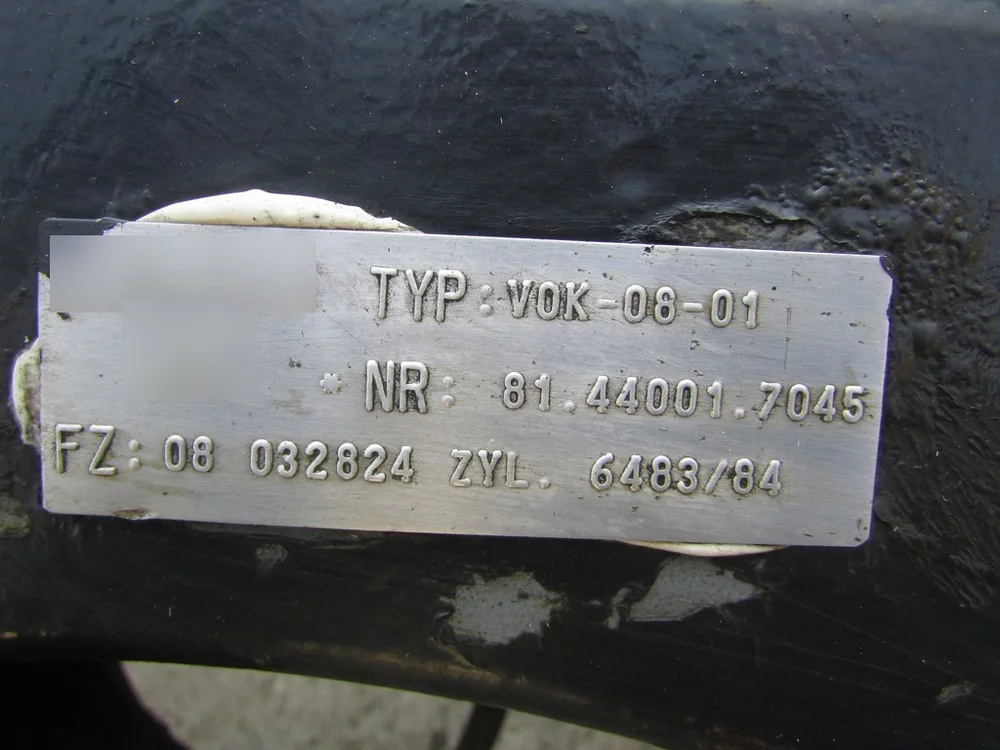 TYP: VOK-08-01
* NR: 81.44001.7045
FZ: 08 032824 ZYL. 6483/84